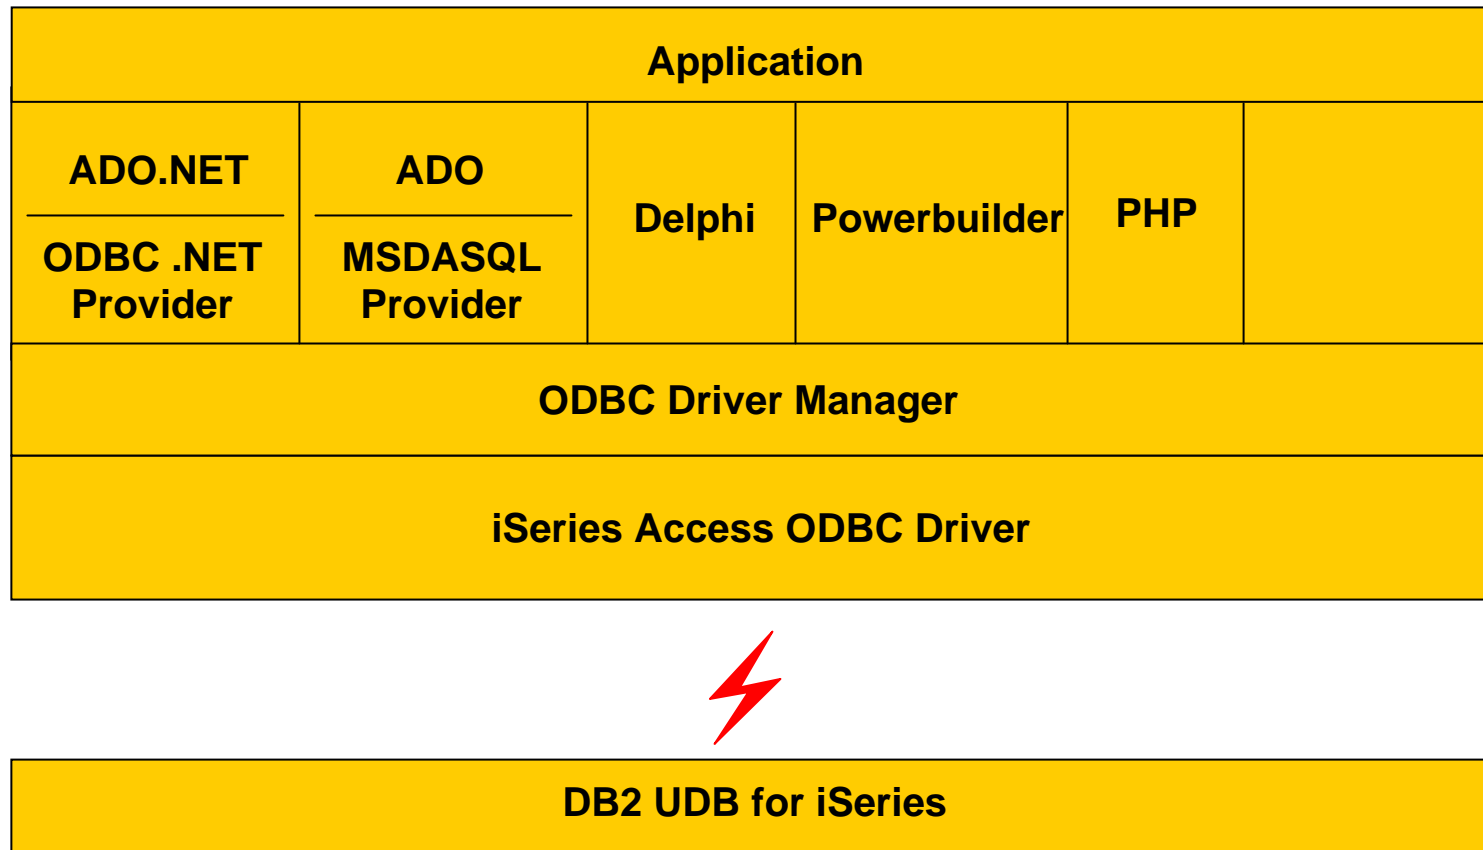 Application
ADO.NET
ODBC .NET
Provider
ADO
MSDASQL
Provider
Delphi
Powerbuilder
PHP
ODBC Driver Manager
iSeries Access ODBC Driver
DB2 UDB for iSeries